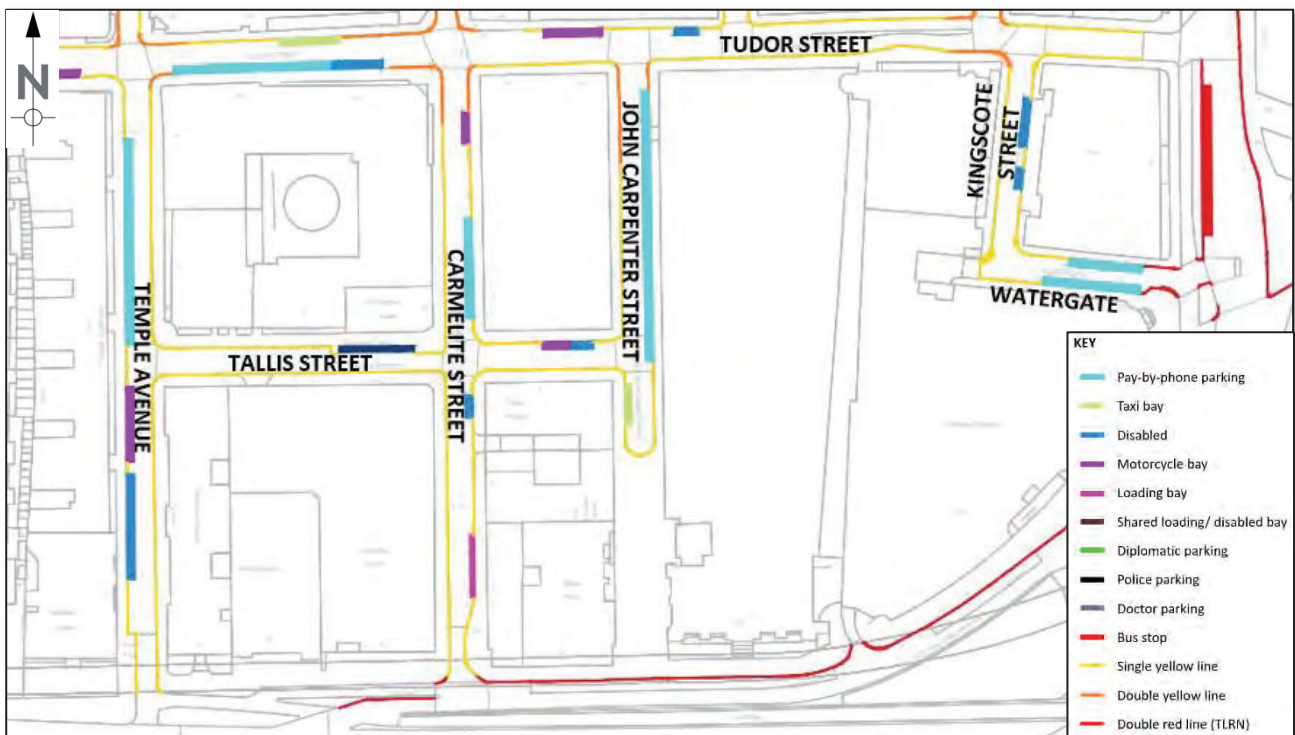 N
TUDOR STREET
KINGSCOTE
STREET
JOHN CARPENTER STREET
CARMELITE STREET
TEMPLE AVENUE
TALLIS STREET
WATERGATE
KEY
Pay-by-phone parking
Taxi bay
Disabled
Motorcycle bay
Loading bay
Shared loading/ disabled bay
Diplomatic parking
Police parking
Doctor parking
Bus stop
Single yellow line
Double yellow line
Double red line (TLRN)